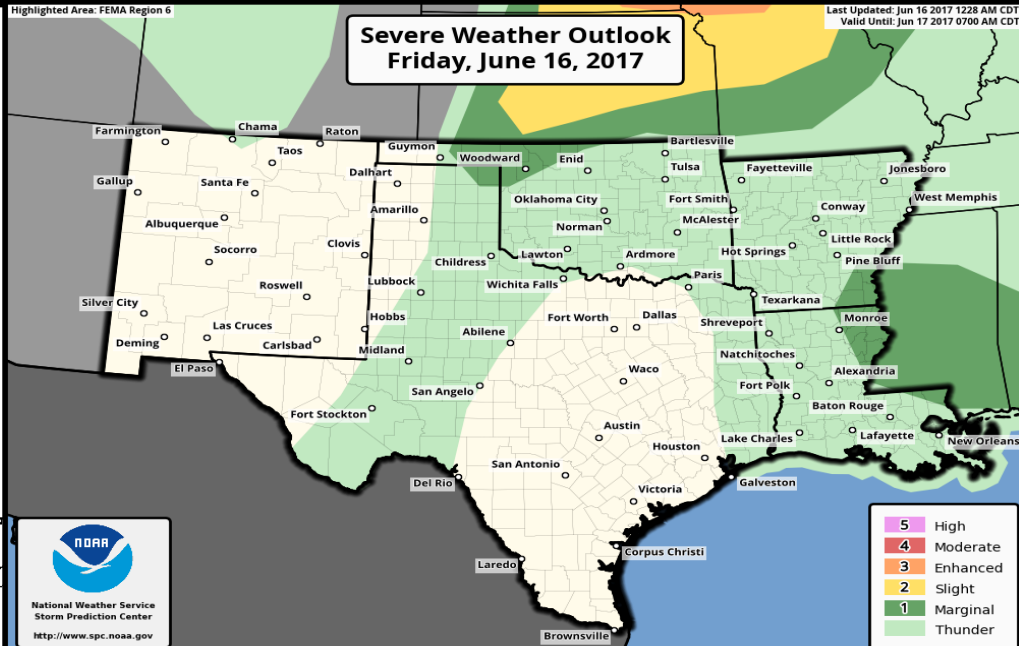 Highlighted Area: FEMA Region 6
Last Updated: Jun 16 2017 1228 AM CDT
Valid Until: Jun 17 2017 0700 AM CDT
Severe Weather Outlook
Friday, June 16, 2017
Farmington
Chama
Raton
Taos
Guymon
Woodward
Enid
Bartlesville
Gallup
Santa Fe
Dalhart
Tulsa
Fayetteville
Jonesboro
Albuquerque
Amarillo
Oklahoma City
Fort Smith
West Memphis
Norman
McAlester
Conway
Socorro
Clovis
Childress
Lawton
Ardmore
Hot Springs
Little Rock
Pine Bluff
Roswell
Lubbock
Wichita Falls
Paris
Texarkana
Silver City
Hobbs
Fort Worth
Dallas
Shreveport
Monroe
Deming
Las Cruces
Carlsbad
Midland
Abilene
Natchitoches
El Paso
San Angelo
Waco
Fort Polk
Alexandria
Fort Stockton
Austin
Houston
Lake Charles
Baton Rouge
Lafayette
New Orleans
Del Rio
San Antonio
Victoria
Galveston
Laredo
Corpus Christi
Brownsville
NOAA
National Weather Service
Storm Prediction Center
http://www.spc.noaa.gov
5 High
4 Moderate
3 Enhanced
2 Slight
1 Marginal
Thunder